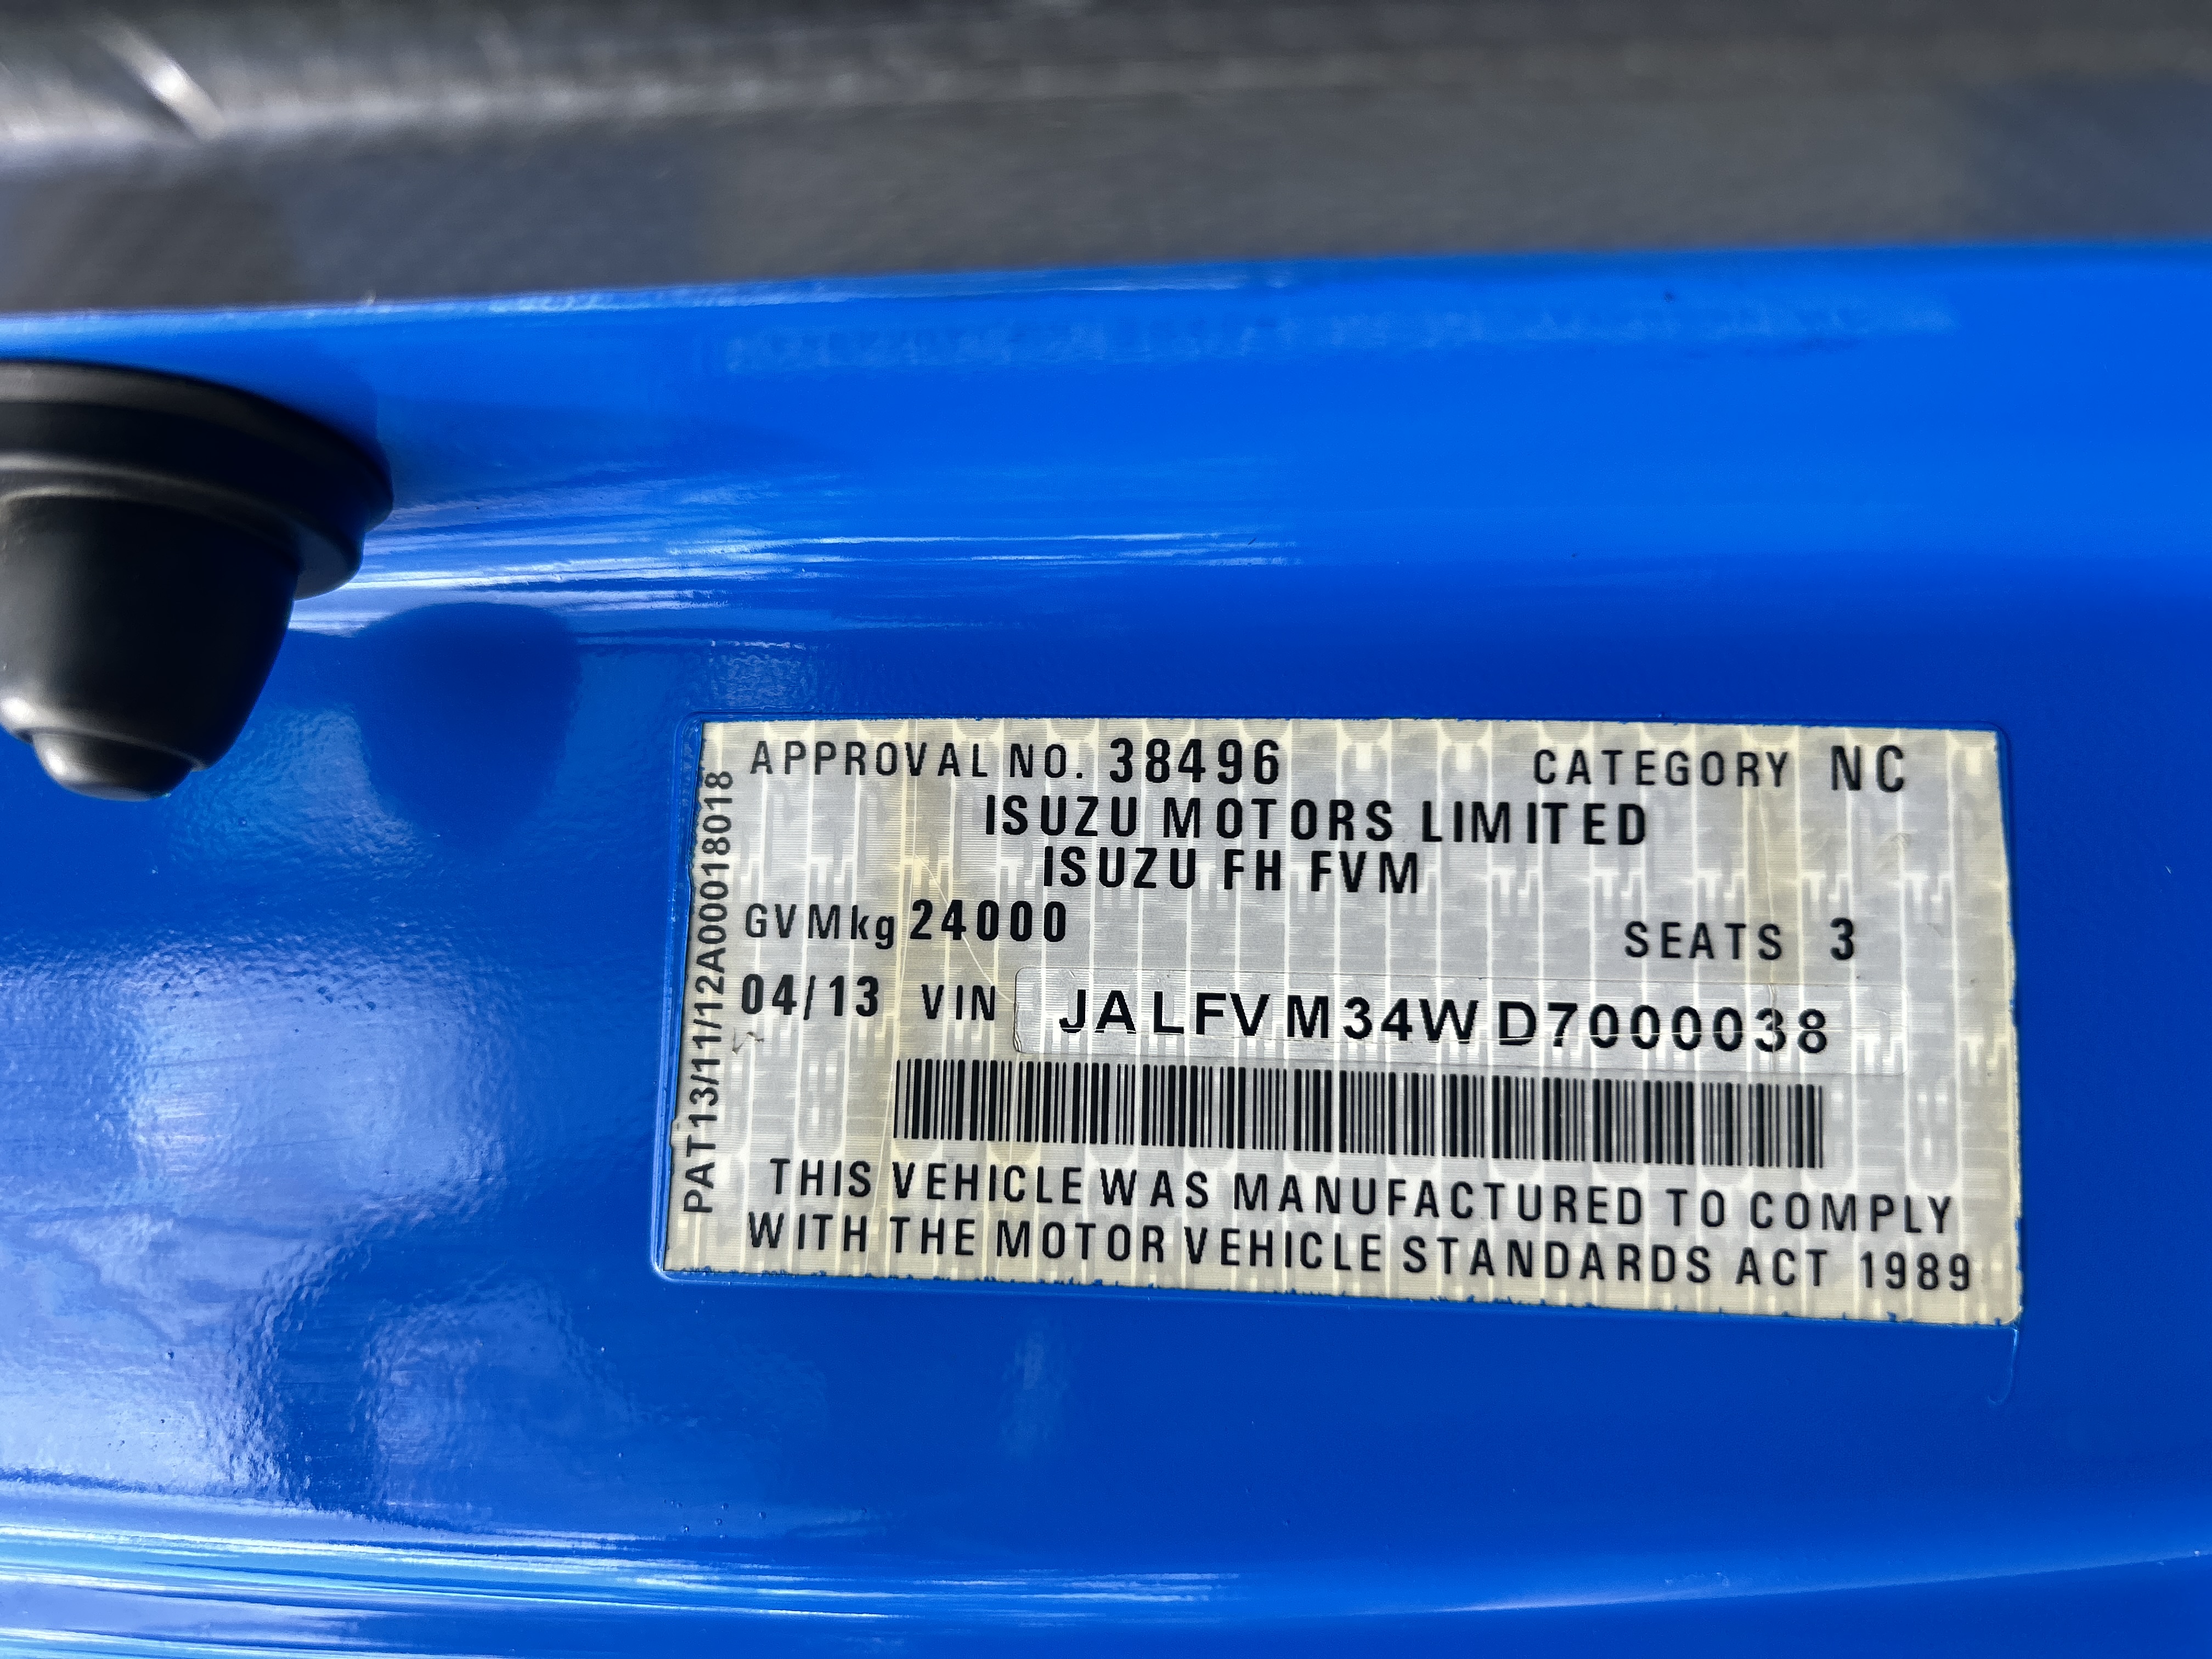 APPROVAL NO. 38496 CATEGORY NC
ISUZU MOTORS LIMITED
ISUZU FH FVM
GVMkg 24000 SEATS 3
04/13 VIN JALFVM34WD7000038
THIS VEHICLE WAS MANUFACTURED TO COMPLY
WITH THE MOTOR VEHICLE STANDARDS ACT 1989
PAT13/11/12A00018018